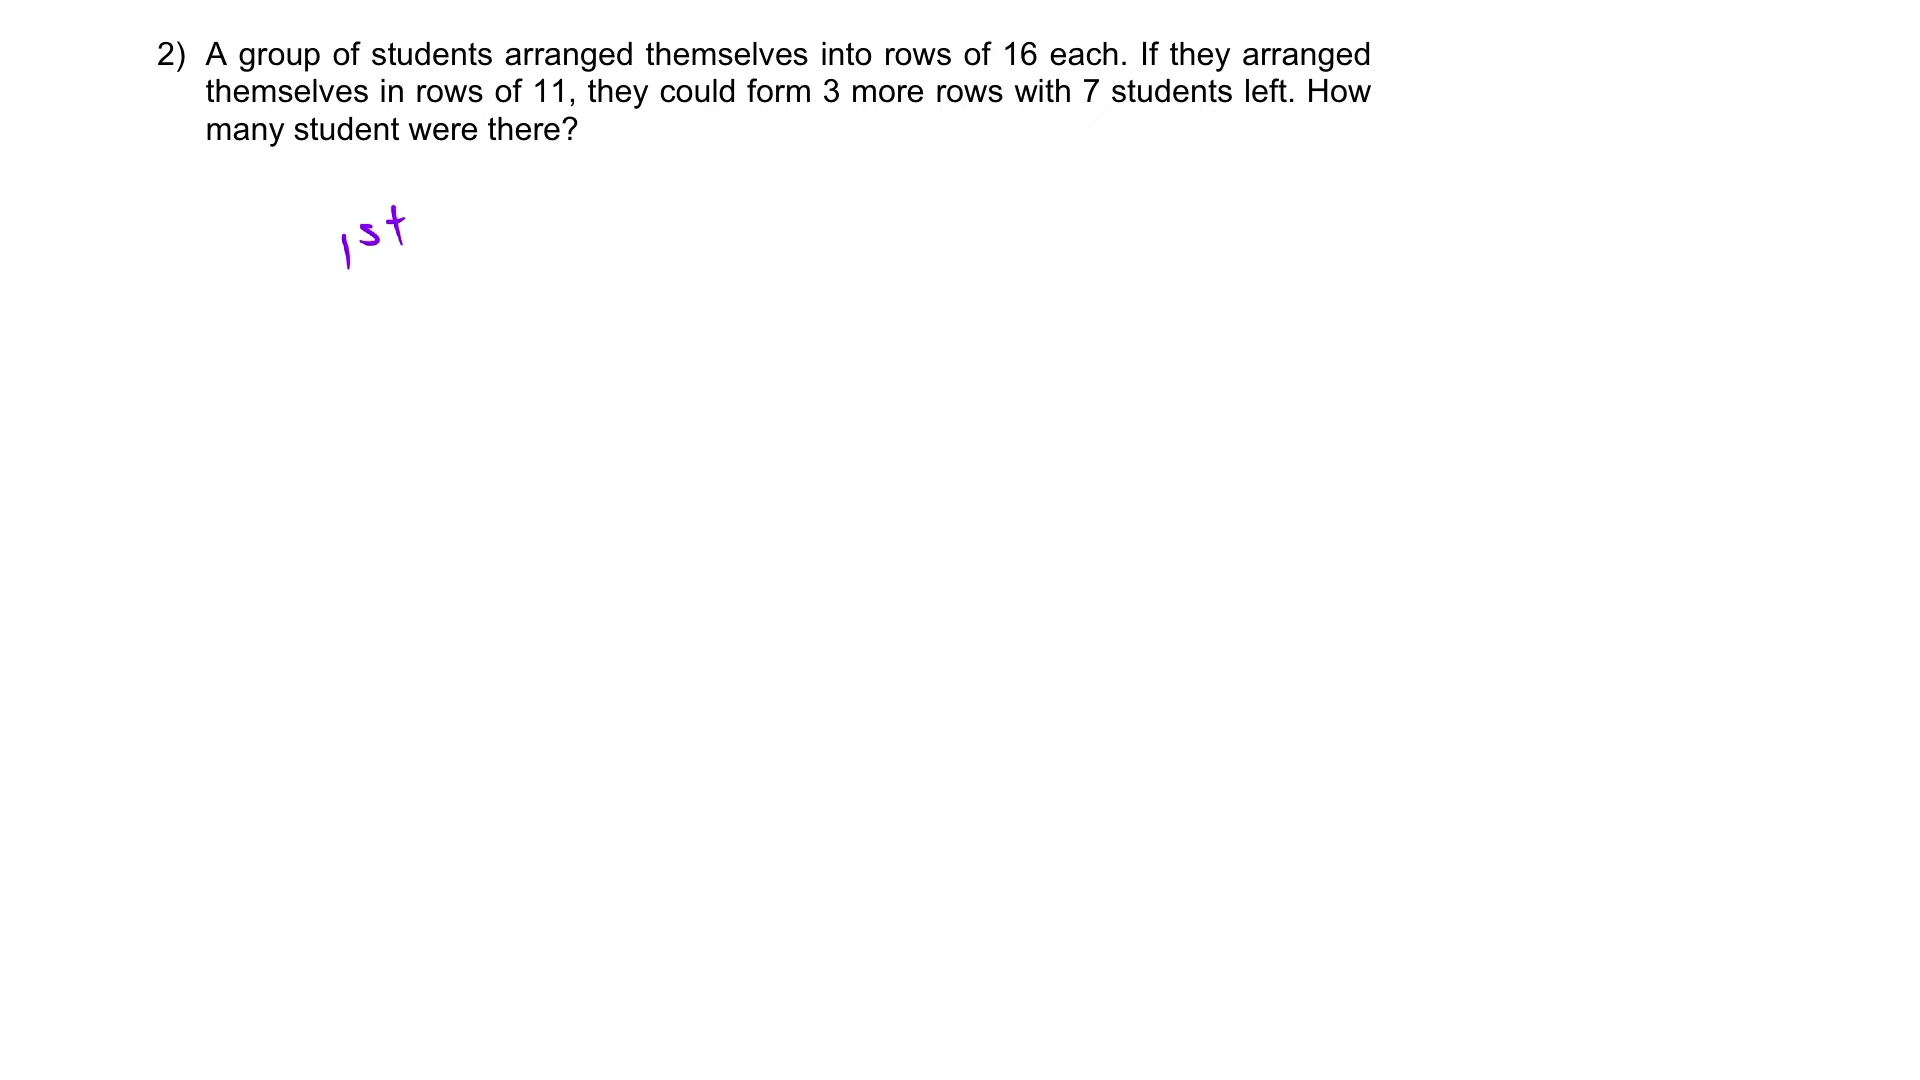 2) A group of students arranged themselves into rows of 16 each. If they arranged
themselves in rows of 11, they could form 3 more rows with 7 students left. How
many student were there?
1st